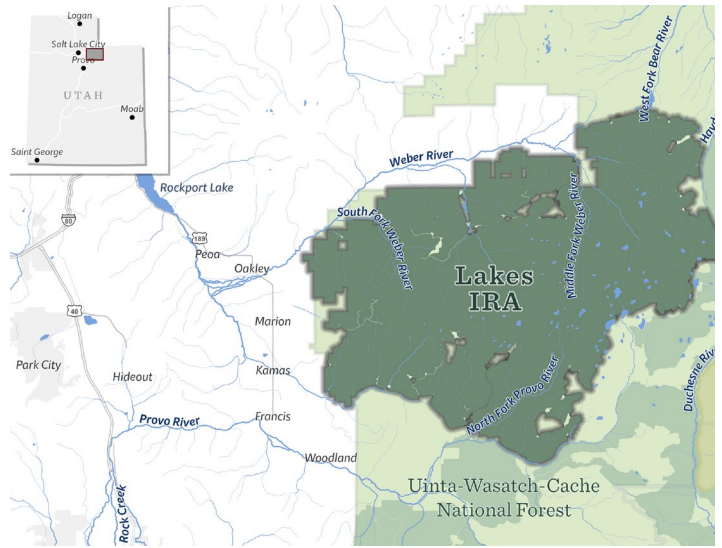 Logan
Salt Lake City
Provo
UTAH
Moab
Saint George
West Fork Bear River
Weber River
Rockport Lake
80
189
South Fork Weber River
Middle Fork Weber River
Peoa
Oakley
Lakes
IRA
40
Marion
Park City
Hideout
Kamas
North Fork Provo River
Provo River
Francis
Woodland
Rock Creek
Uinta-Wasatch-Cache
National Forest